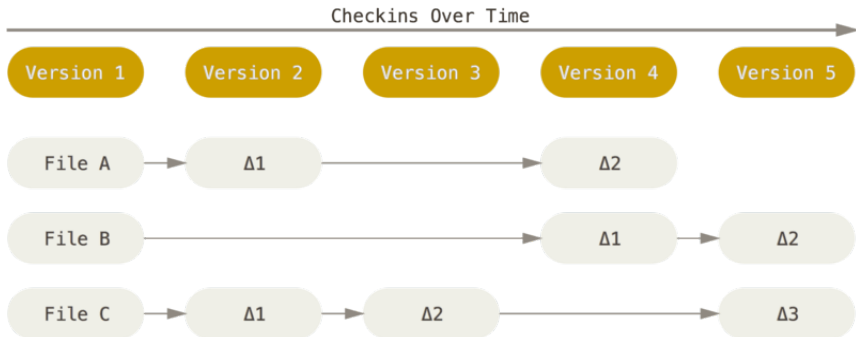 Checkins Over Time
Version 1 Version 2 Version 3 Version 4 Version 5
File A Δ1 Δ2
File B Δ1 Δ2
File C Δ1 Δ2 Δ3